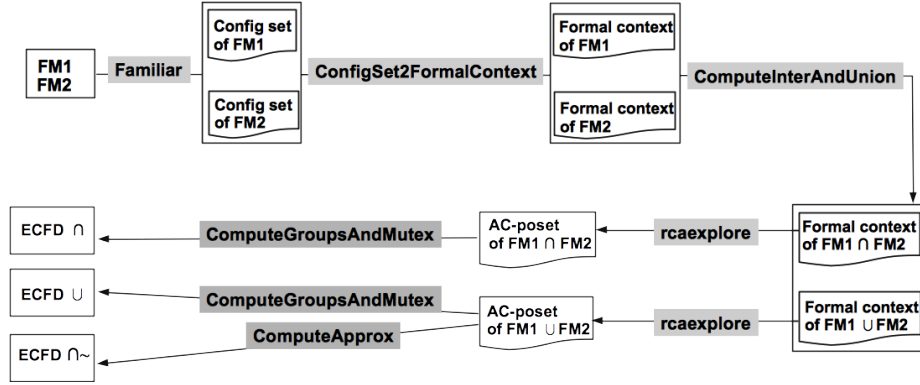 FM1
FM2
Familiar
Config set
of FM1
Config set
of FM2
ConfigSet2FormalContext
Formal context
of FM1
Formal context
of FM2
ComputeInterAndUnion
Formal context
of FM1 ∩ FM2
Formal context
of FM1 ∪ FM2
rcaexplore
rcaexplore
AC-poset
of FM1 ∩ FM2
AC-poset
of FM1 ∪ FM2
ComputeGroupsAndMutex
ComputeGroupsAndMutex
ComputeApprox
ECFD ∩
ECFD ∪
ECFD ∩~